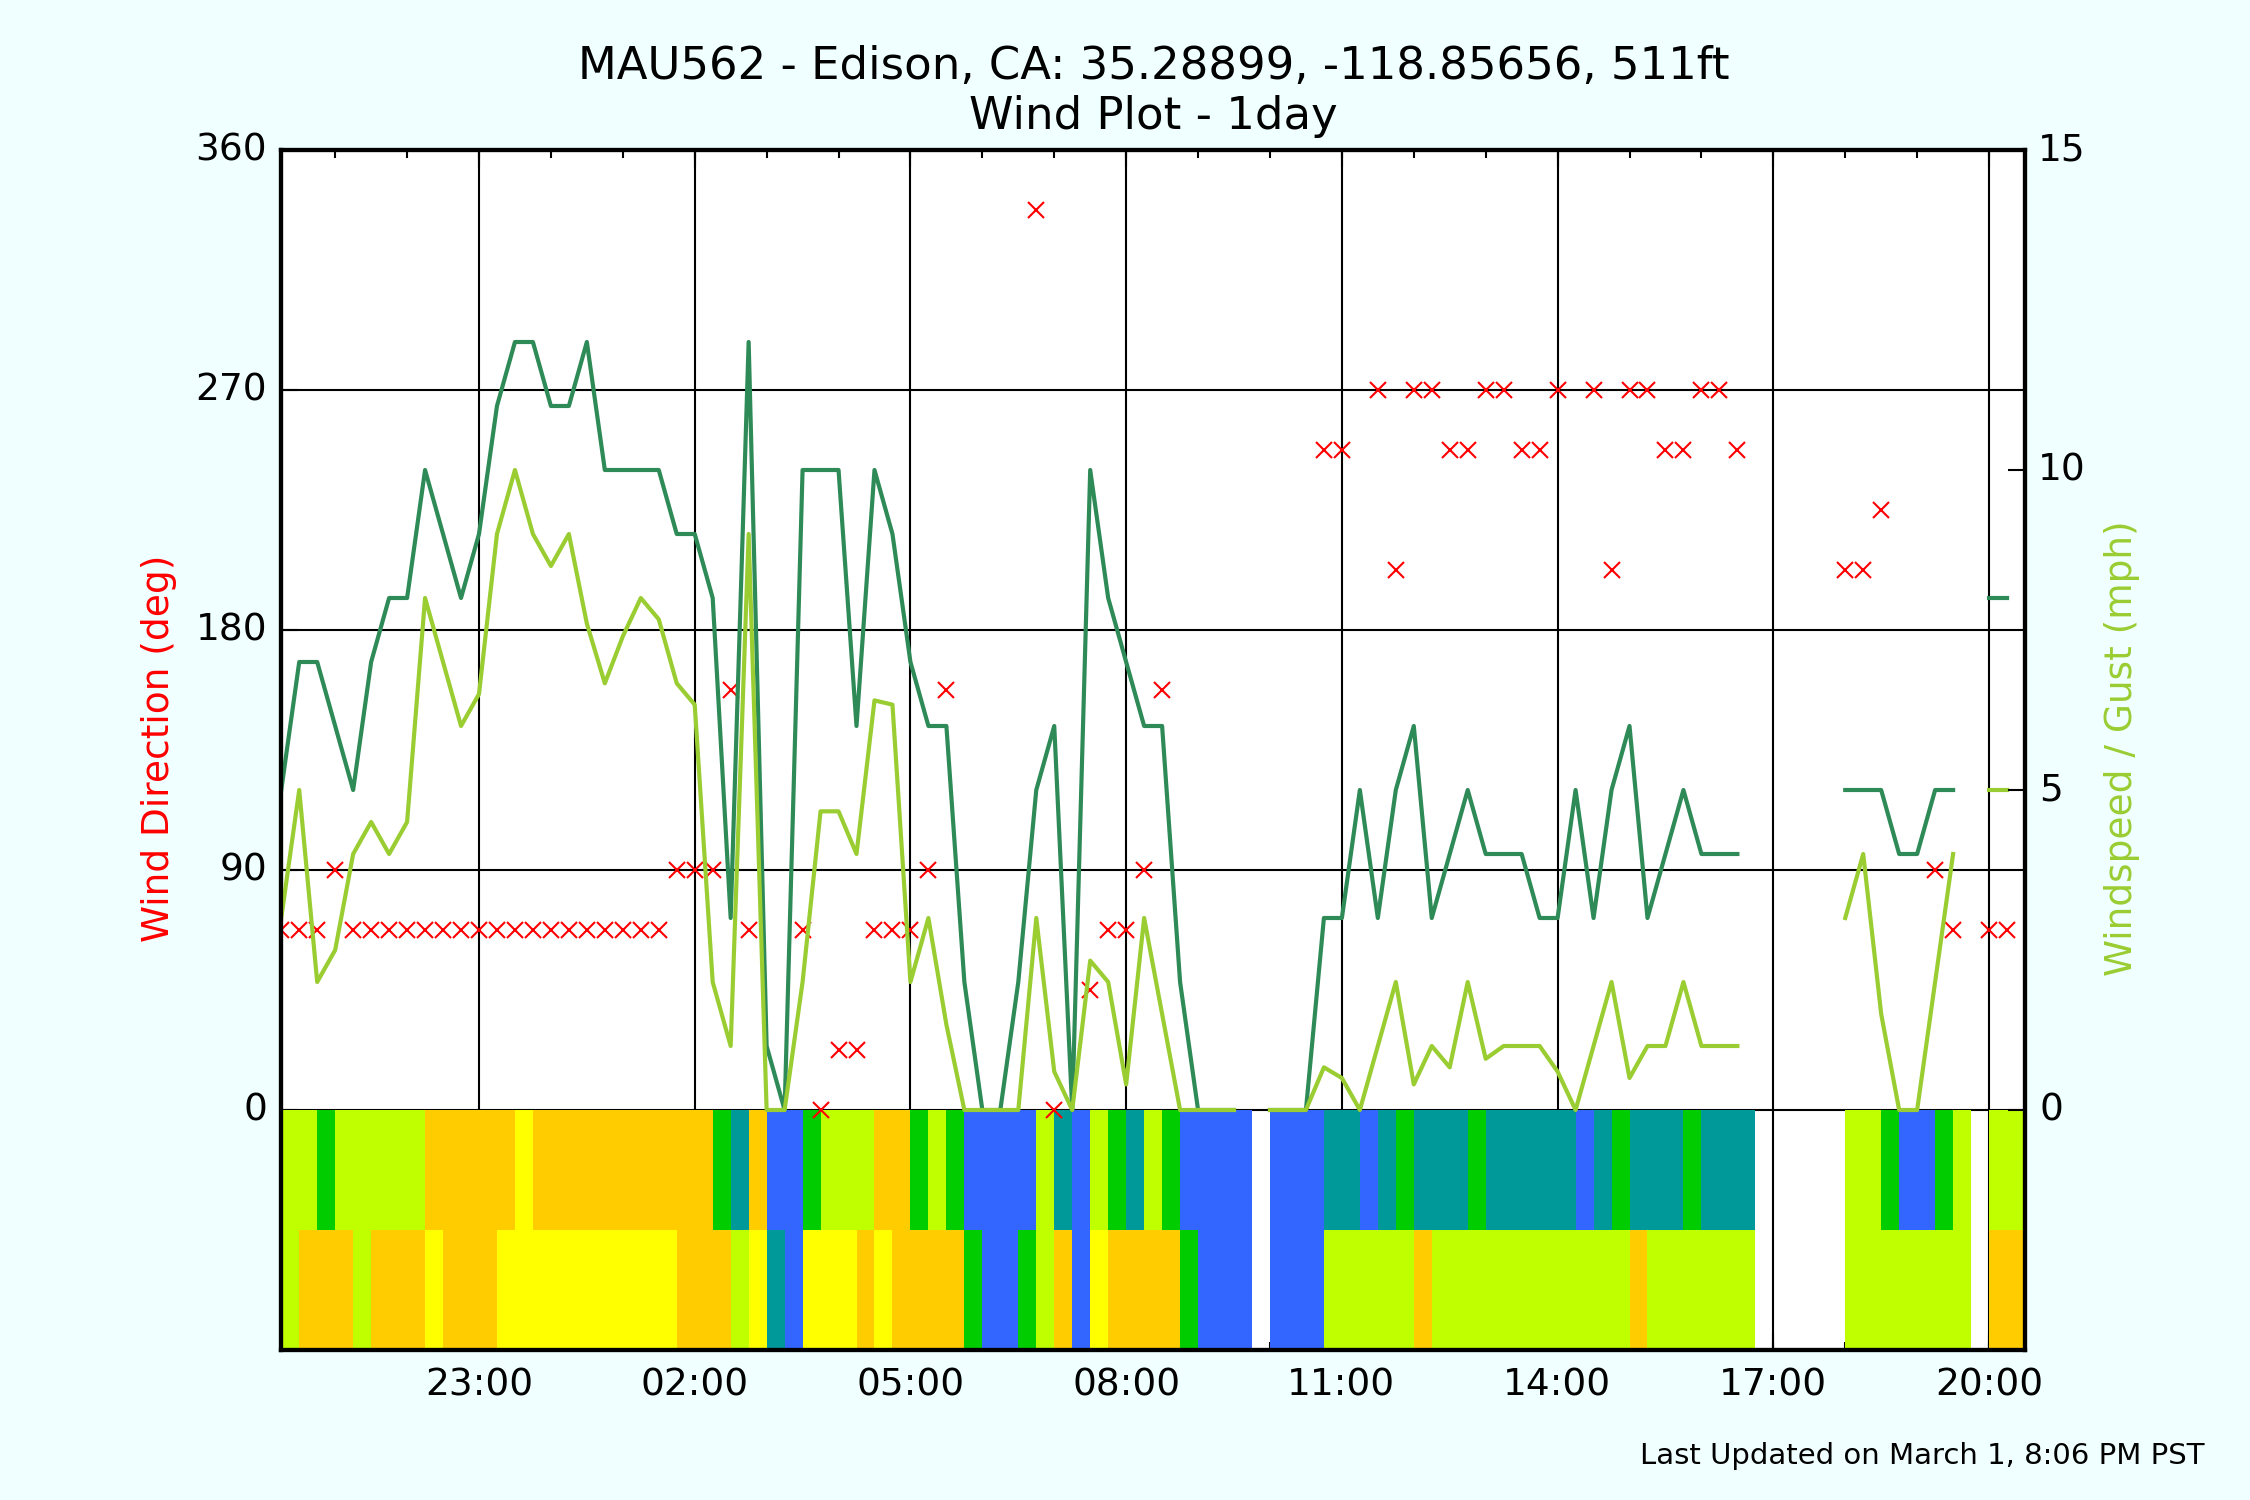 MAU562 - Edison, CA: 35.28899, -118.85656, 511ft
Wind Plot - 1day
360
270
180
90
0
Wind Direction (deg)
15
10
5
0
Windspeed / Gust (mph)
23:00 02:00 05:00 08:00 11:00 14:00 17:00 20:00
Last Updated on March 1, 8:06 PM PST